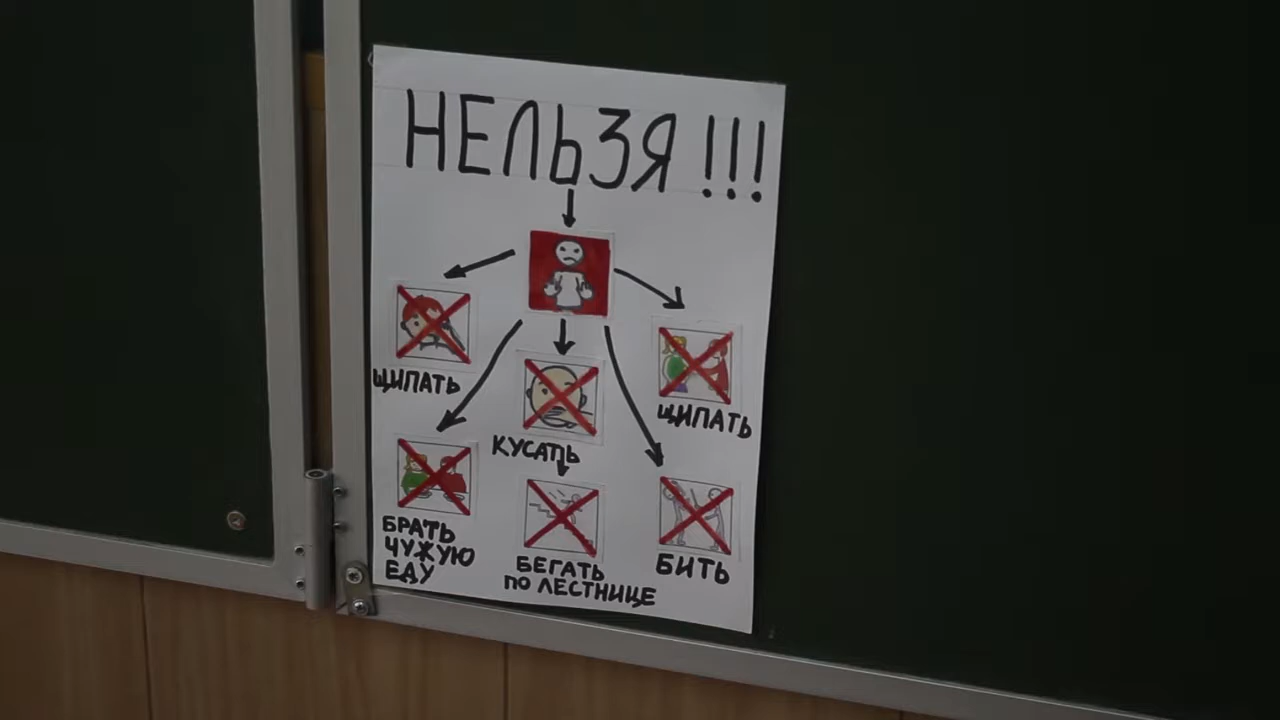 НЕЛЬЗЯ!!!
ЩИПАТЬ
КУСАТЬ
ЩИПАТЬ
БРАТЬ
ЧУЖУЮ
ЕДУ
БЕГАТЬ
ПО ЛЕСТНИЦЕ
БИТЬ